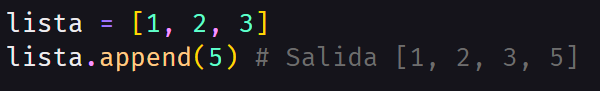 lista = [1, 2, 3]
lista.append(5) # Salida [1, 2, 3, 5]